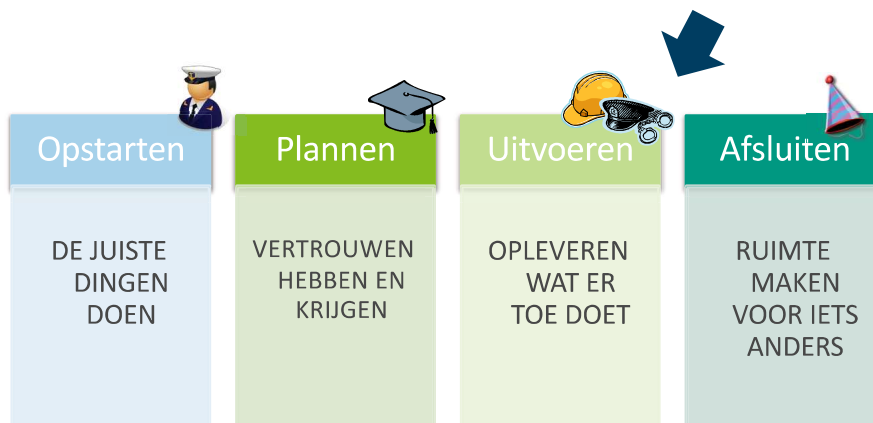 Opstarten
DE JUISTE
DINGEN
DOEN
Plannen
VERTROUWEN
HEBBEN EN
KRIJGEN
Uitvoeren
OPLEVEREN
WAT ER
TOE DOET
Afsluiten
RUIMTE
MAKEN
VOOR IETS
ANDERS